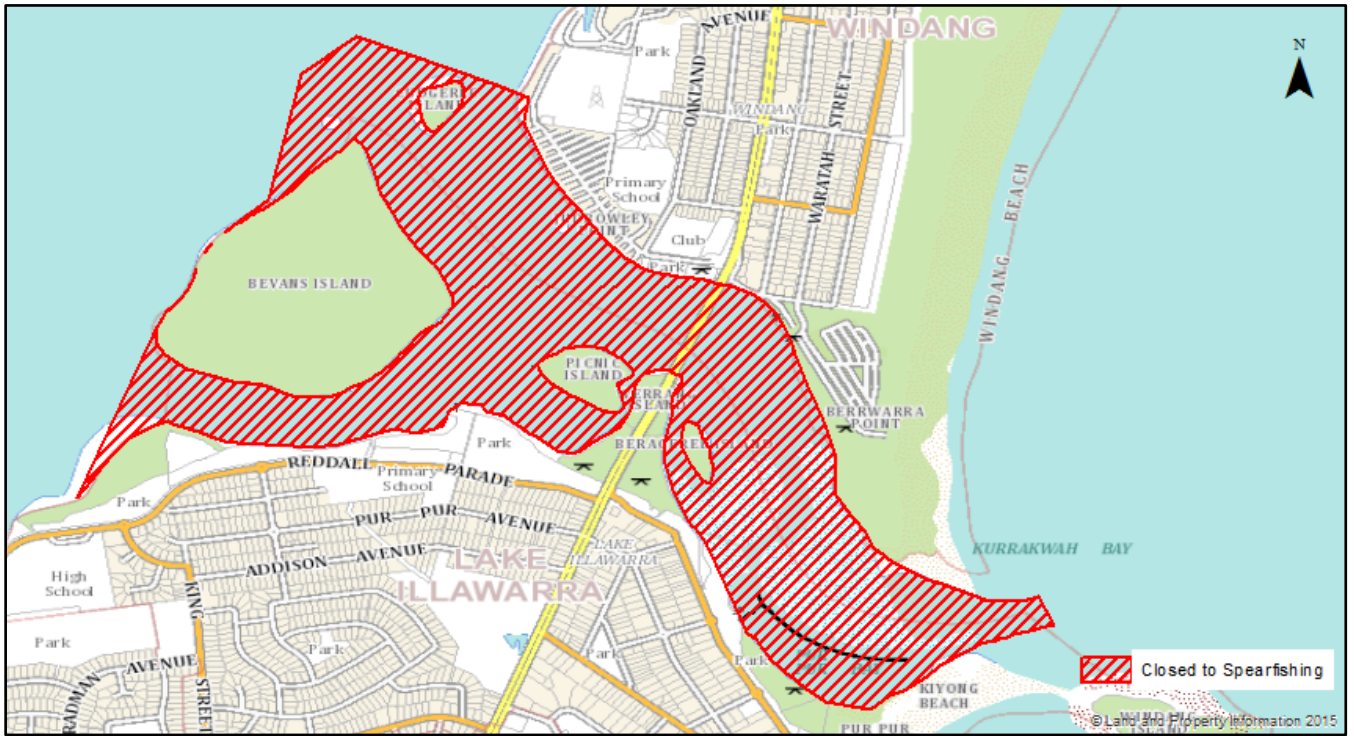 WINDANG
AVENUE
Park
N
OAKLAND
WARATAH STREET
WINDANG
Park
Primary
School
Club
Park
BEVANS ISLAND
WINDANG BEACH
PICNIC
ISLAND
ISLAND
BERRWARRA
POINT
Park
REDDALL PARADE
Primary
School
Park
PUR PUR AVENUE
ADDISON AVENUE
LAKE
ILLAWARRA
LAKE
ILLAWARRA
KURRAKWAH BAY
High
School
KING
STREET
Park
Park
Park
Park
AVENUE
KIYONG
BEACH
PUR PUR
Closed to Spearfishing
© Land and Property Information 2015